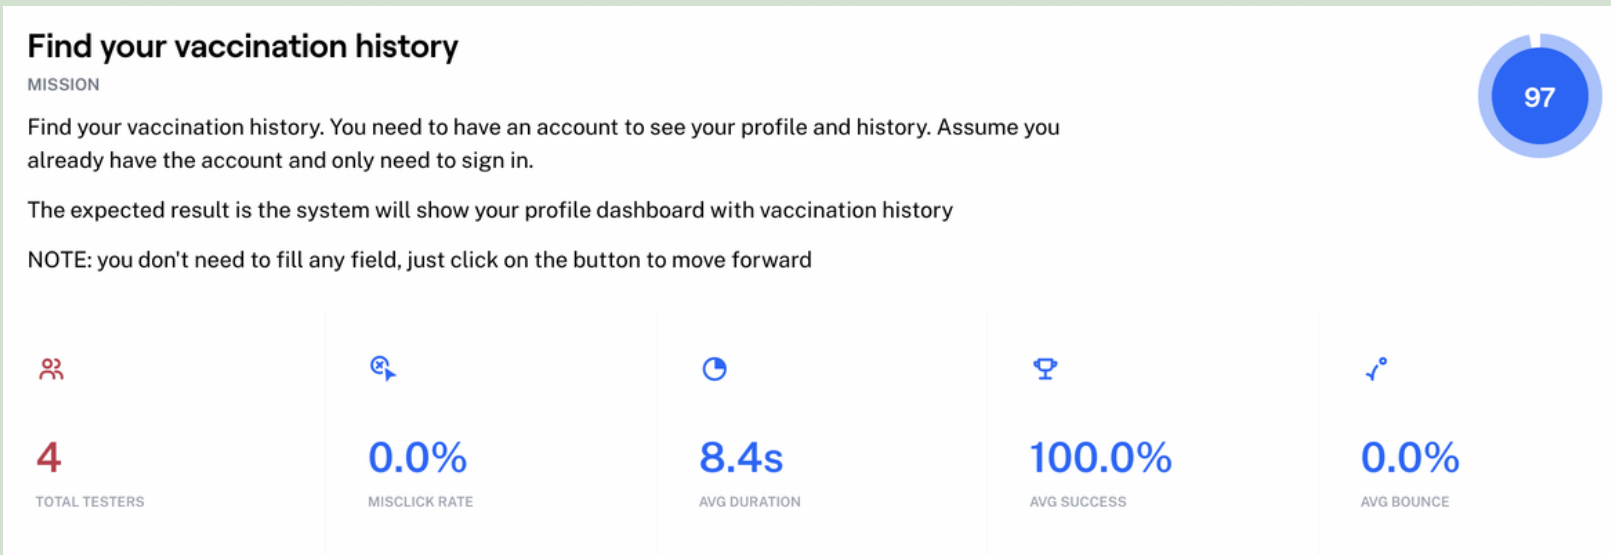 Find your vaccination history
MISSION
97
Find your vaccination history. You need to have an account to see your profile and history. Assume you
already have the account and only need to sign in.
The expected result is the system will show your profile dashboard with vaccination history
NOTE: you don't need to fill any field, just click on the button to move forward
4
TOTAL TESTERS
0.0%
MISCLICK RATE
8.4s
AVG DURATION
100.0%
AVG SUCCESS
0.0%
AVG BOUNCE